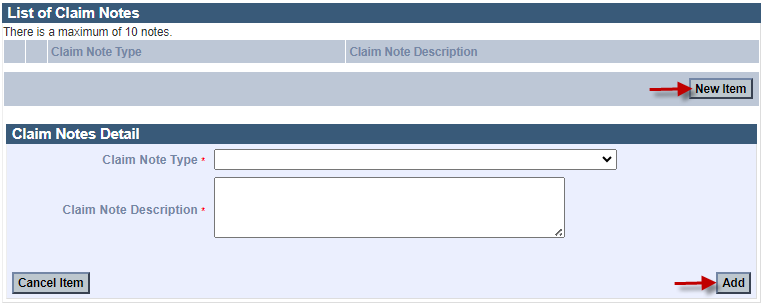 List of Claim Notes
There is a maximum of 10 notes.
Claim Note Type Claim Note Description
New Item
Claim Notes Detail
Claim Note Type *
Claim Note Description *
Cancel Item Add